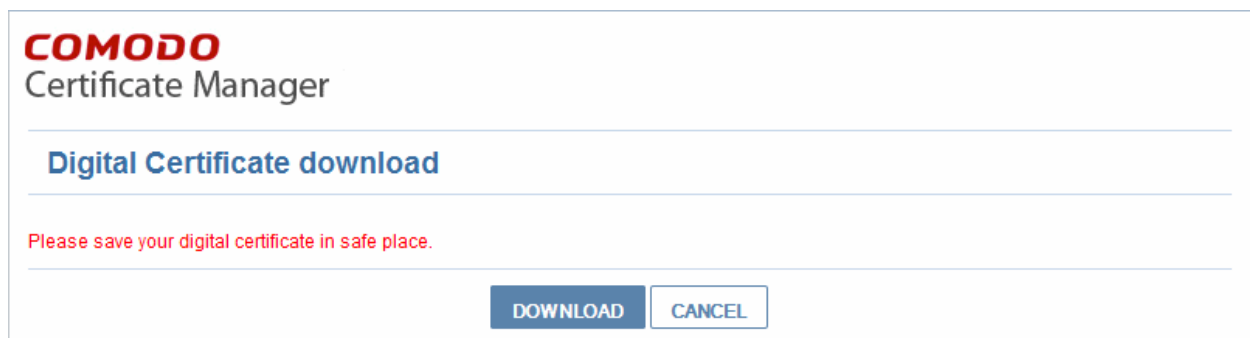 COMODO
Certificate Manager
Digital Certificate download
Please save your digital certificate in safe place.
DOWNLOAD CANCEL